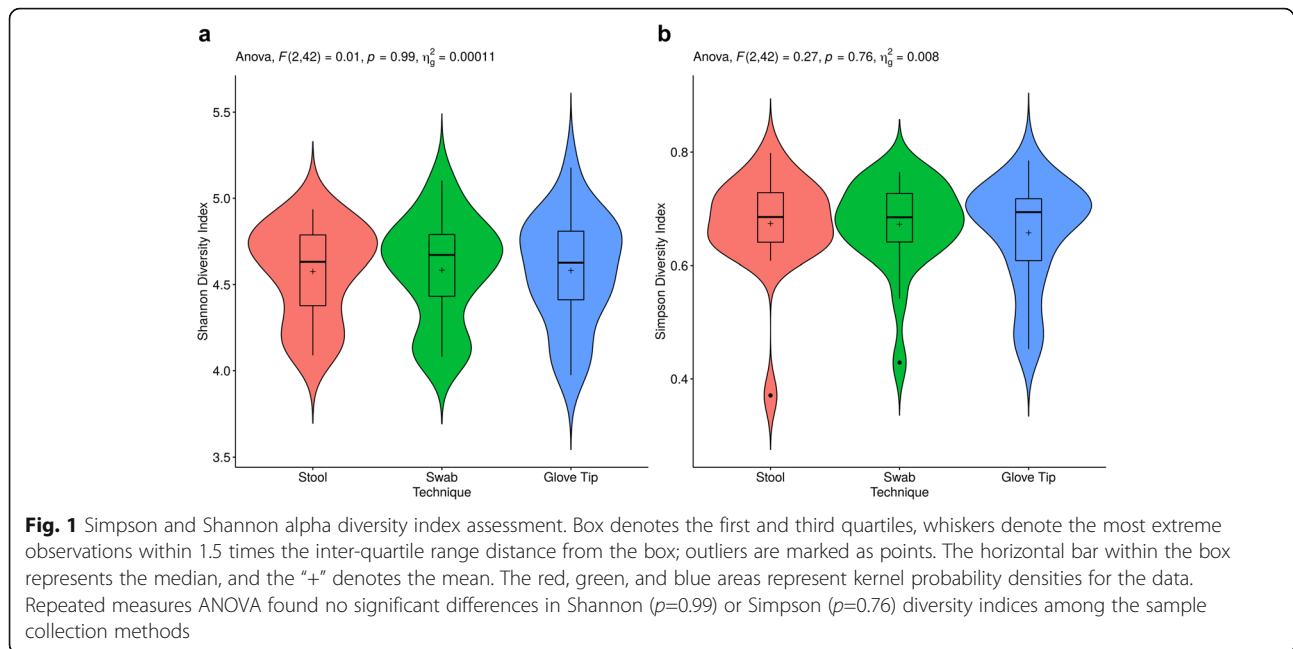 a
Anova, F(2,42) = 0.01, p = 0.99, η²g = 0.00011
Shannon Diversity Index
5.5
5.0
4.5
4.0
3.5
Stool
Swab
Glove Tip
Technique
b
Anova, F(2,42) = 0.27, p = 0.76, η²g = 0.008
Simpson Diversity Index
0.8
0.6
0.4
Stool
Swab
Glove Tip
Technique
Fig. 1 Simpson and Shannon alpha diversity index assessment. Box denotes the first and third quartiles, whiskers denote the most extreme
observations within 1.5 times the inter-quartile range distance from the box; outliers are marked as points. The horizontal bar within the box
represents the median, and the “+” denotes the mean. The red, green, and blue areas represent kernel probability densities for the data.
Repeated measures ANOVA found no significant differences in Shannon (p=0.99) or Simpson (p=0.76) diversity indices among the sample
collection methods